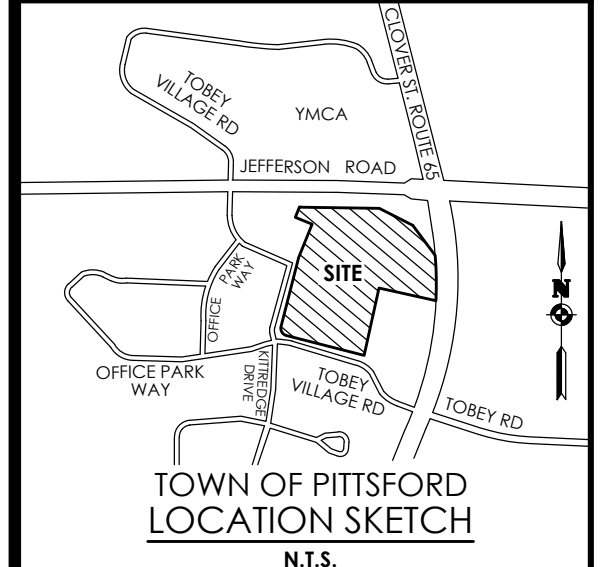 CLOVER ST. ROUTE 65
TOBEY
VILLAGE RD
YMCA
JEFFERSON ROAD
OFFICE PARK
WAY
SITE
N
OFFICE PARK
WAY
KITTREDGE
DRIVE
TOBEY
VILLAGE RD
TOBEY RD
TOWN OF PITTSFORD
LOCATION SKETCH
N.T.S.